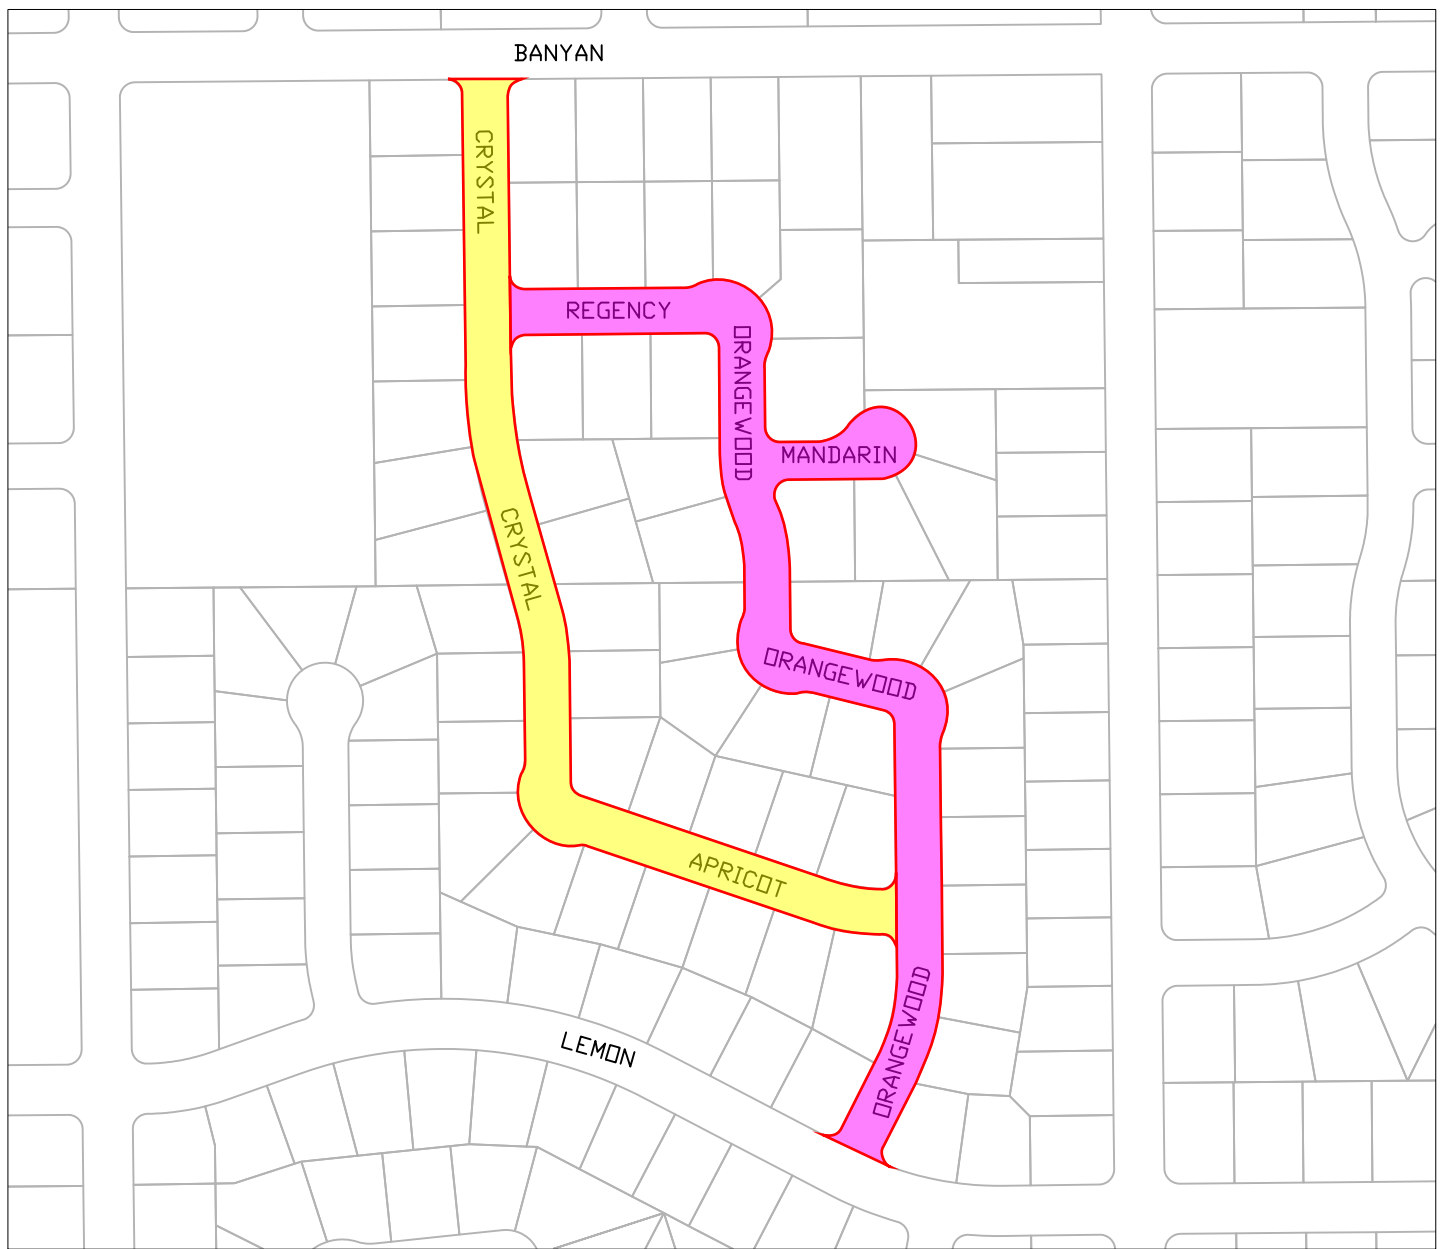 BANYAN
CRYSTAL
REGENCY
ORANGEWOOD
MANDARIN
CRYSTAL
ORANGEWOOD
APRICOT
ORANGEWOOD
LEMON